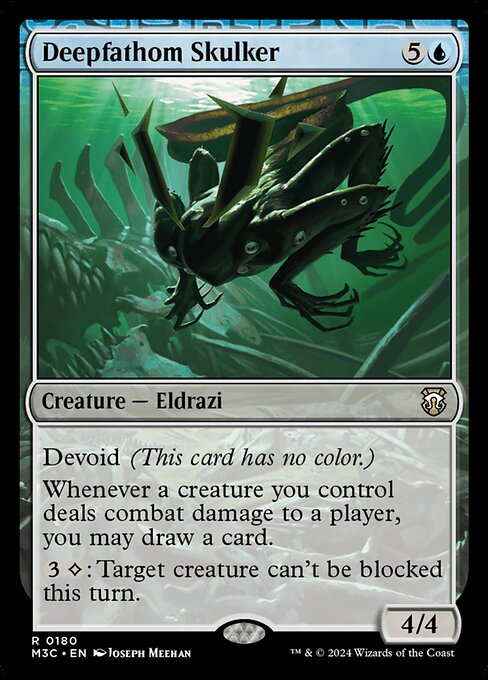 Deepfathom Skulker 5
Creature — Eldrazi
Devoid (This card has no color.)
Whenever a creature you control
deals combat damage to a player,
you may draw a card.
3 : Target creature can't be blocked
this turn.
4/4
R 0180
M3C • EN Joseph Meehan
™ & © 2024 Wizards of the Coast